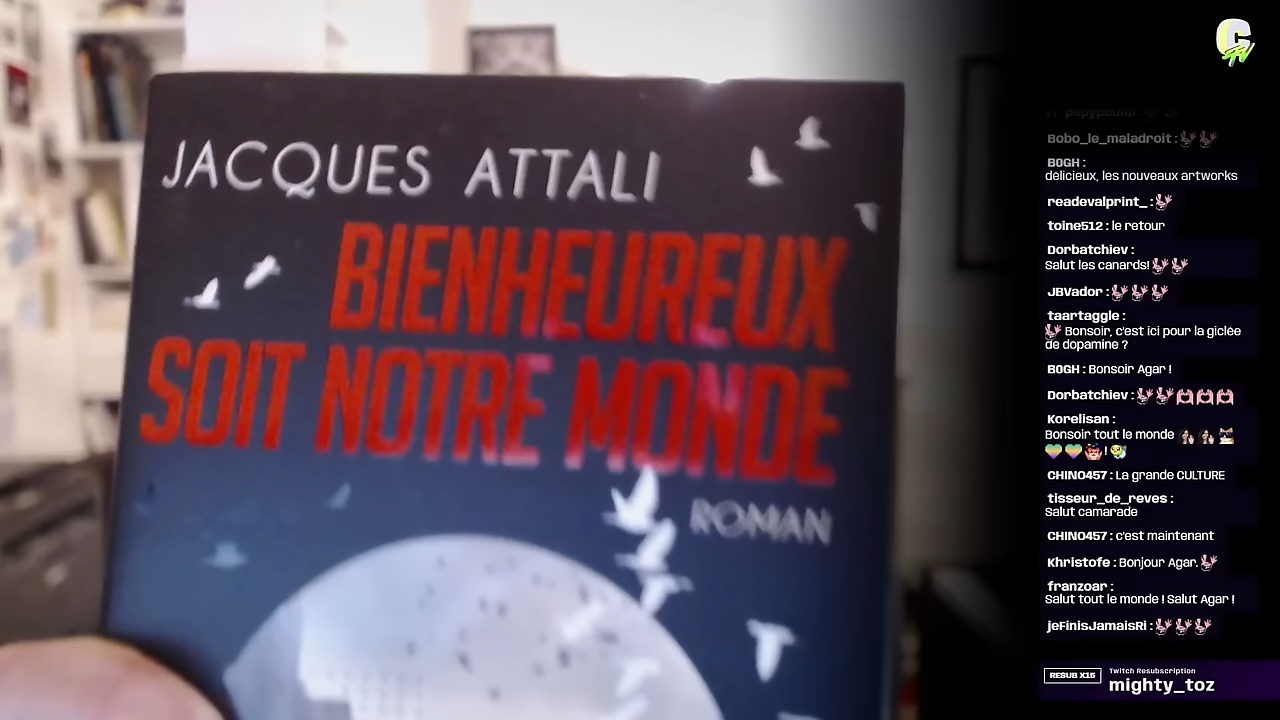 JACQUES ATTALI
BIENHEUREUX
SOIT NOTRE MONDE
ROMAN
papypoulai :
Bobo_le_maladroit :
B0GH :
délicieux, les nouveaux artworks
readevalprint_ :
toine512 : le retour
Dorbatchiev :
Salut les canards!
JBVador :
taartaggle :
Bonsoir, c'est ici pour la giclée
de dopamine ?
B0GH : Bonsoir Agar !
Dorbatchiev :
Korelisan :
Bonsoir tout le monde
!
CHINO457 : La grande CULTURE
tisseur_de_reves :
Salut camarade
CHINO457 : c'est maintenant
Khristofe : Bonjour Agar.
franzoar :
Salut tout le monde ! Salut Agar !
jeFinisJamaisRi :
RESUB X15
Twitch Resubscription
mighty_toz